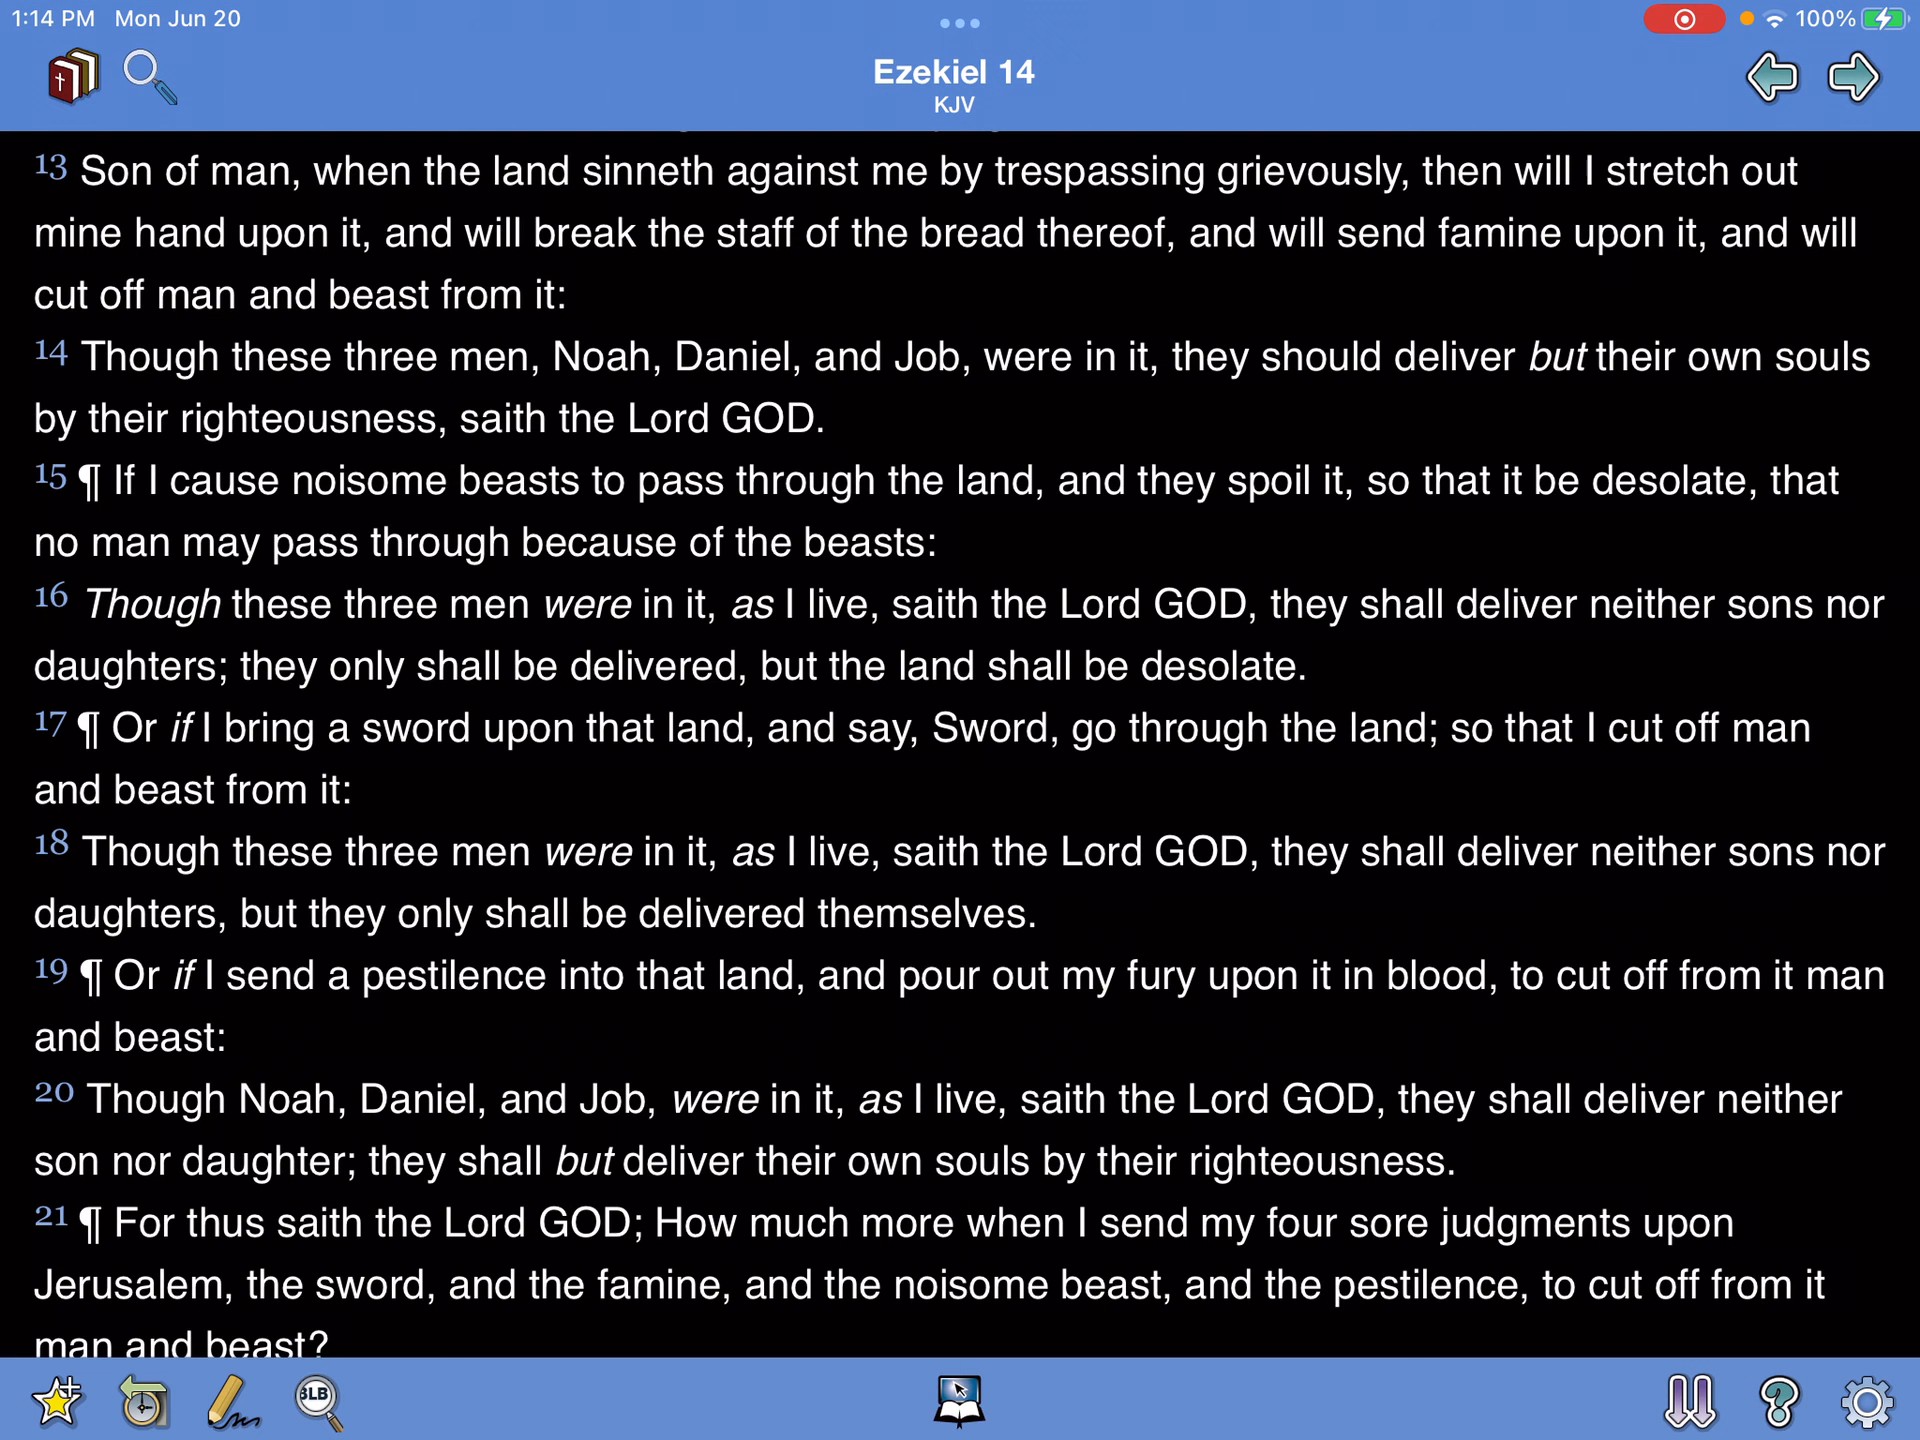 1:14 PM Mon Jun 20
100%
Ezekiel 14
KJV
13 Son of man, when the land sinneth against me by trespassing grievously, then will I stretch out
mine hand upon it, and will break the staff of the bread thereof, and will send famine upon it, and will
cut off man and beast from it:
14 Though these three men, Noah, Daniel, and Job, were in it, they should deliver but their own souls
by their righteousness, saith the Lord GOD.
15 ¶ If I cause noisome beasts to pass through the land, and they spoil it, so that it be desolate, that
no man may pass through because of the beasts:
16 Though these three men were in it, as I live, saith the Lord GOD, they shall deliver neither sons nor
daughters; they only shall be delivered, but the land shall be desolate.
17 ¶ Or if I bring a sword upon that land, and say, Sword, go through the land; so that I cut off man
and beast from it:
18 Though these three men were in it, as I live, saith the Lord GOD, they shall deliver neither sons nor
daughters, but they only shall be delivered themselves.
19 ¶ Or if I send a pestilence into that land, and pour out my fury upon it in blood, to cut off from it man
and beast:
20 Though Noah, Daniel, and Job, were in it, as I live, saith the Lord GOD, they shall deliver neither
son nor daughter; they shall but deliver their own souls by their righteousness.
21 ¶ For thus saith the Lord GOD; How much more when I send my four sore judgments upon
Jerusalem, the sword, and the famine, and the noisome beast, and the pestilence, to cut off from it
man and beast?
BLB